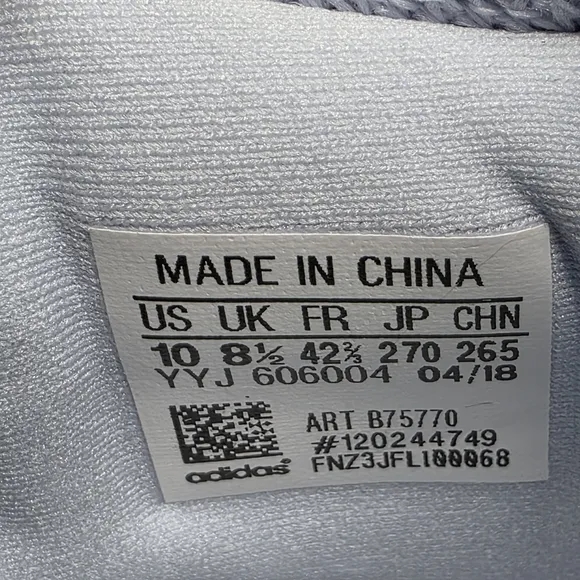 MADE IN CHINA
US UK FR JP CHN
10 8½ 42⅔ 270 265
YYJ 606004 04/18
ART B75770
#120244749
adidas® FNZ3JFL100068